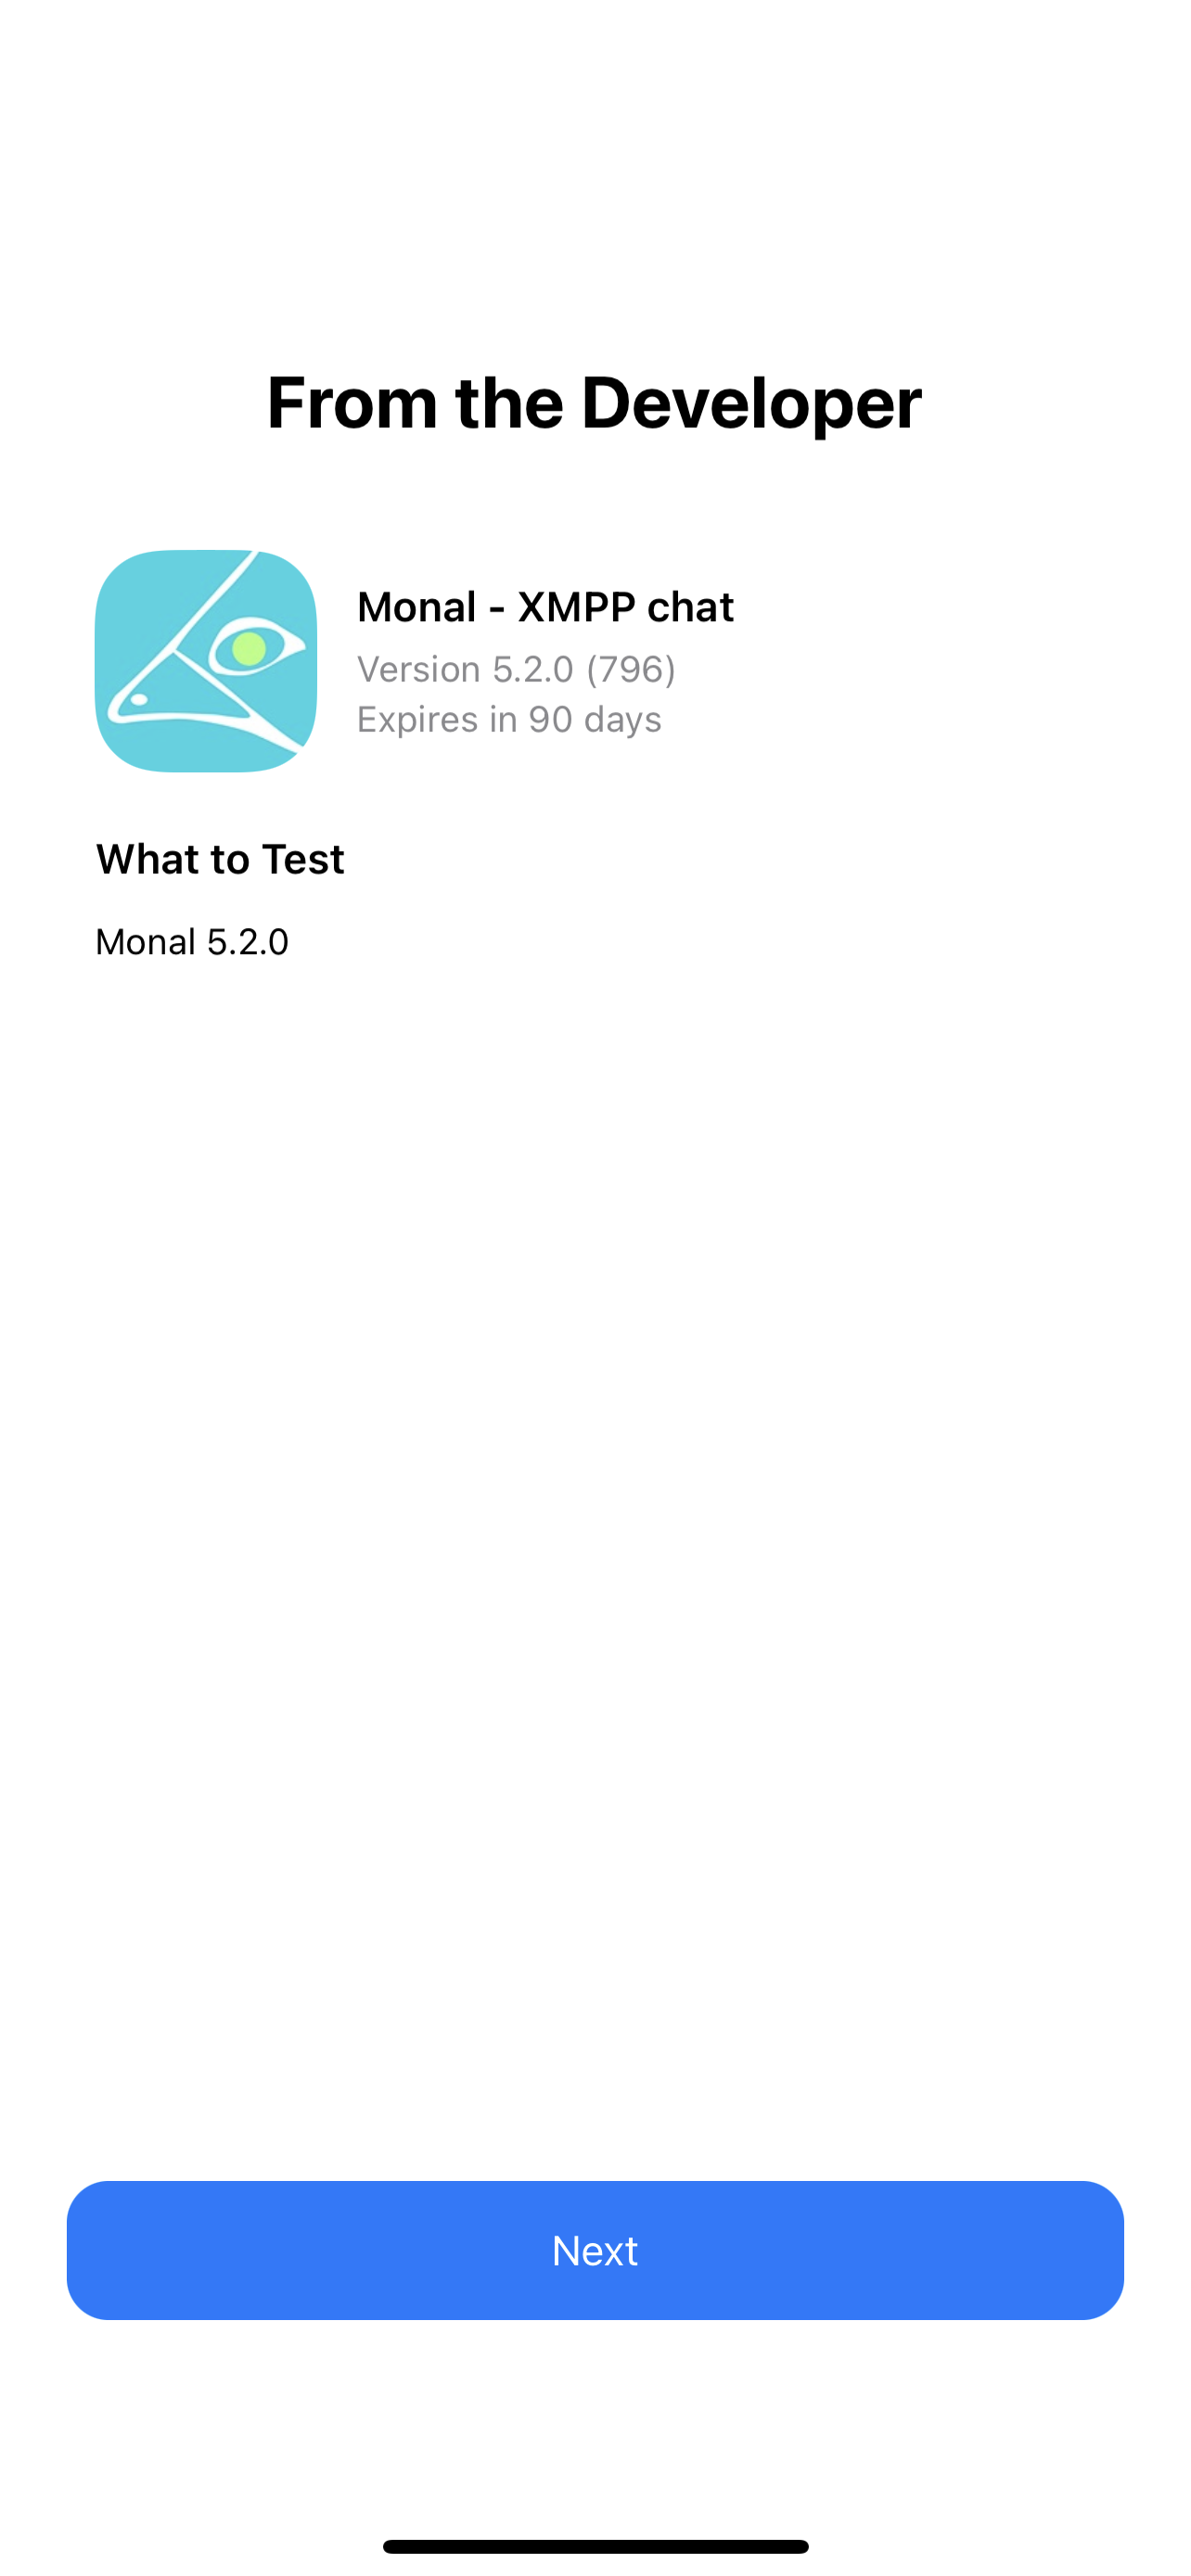 From the Developer
Monal - XMPP chat
Version 5.2.0 (796)
Expires in 90 days
What to Test
Monal 5.2.0
Next